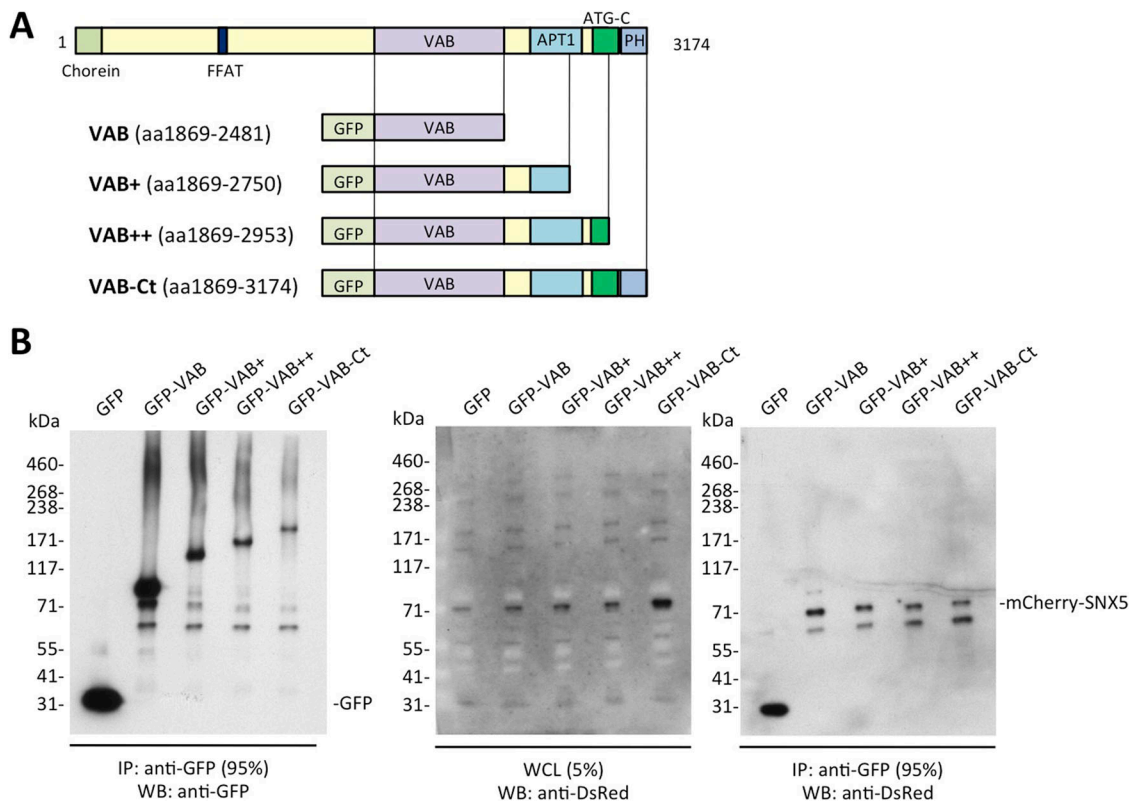 A
ATG-C
1
VAB
APT1
PH
3174
Chorein
FFAT
VAB (aa1869-2481)
GFP
VAB
VAB+ (aa1869-2750)
GFP
VAB
VAB++ (aa1869-2953)
GFP
VAB
VAB-Ct (aa1869-3174)
GFP
VAB
B
GFP
GFP-VAB
GFP-VAB+
GFP-VAB++
GFP-VAB-Ct
kDa
460-
268-
238-
171-
117-
71-
55-
41-
31-
-GFP
IP: anti-GFP (95%)
WB: anti-GFP
GFP
GFP-VAB
GFP-VAB+
GFP-VAB++
GFP-VAB-Ct
kDa
460-
268-
238-
171-
117-
71-
55-
41-
31-
WCL (5%)
WB: anti-DsRed
GFP
GFP-VAB
GFP-VAB+
GFP-VAB++
GFP-VAB-Ct
kDa
460-
268-
238-
171-
117-
71-
55-
41-
31-
-mCherry-SNX5
IP: anti-GFP (95%)
WB: anti-DsRed